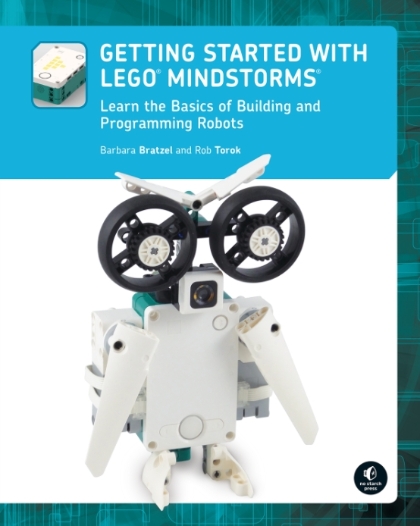 GETTING STARTED WITH
LEGO® MINDSTORMS®
Learn the Basics of Building and
Programming Robots
Barbara Bratzel and Rob Torok
no starch
press